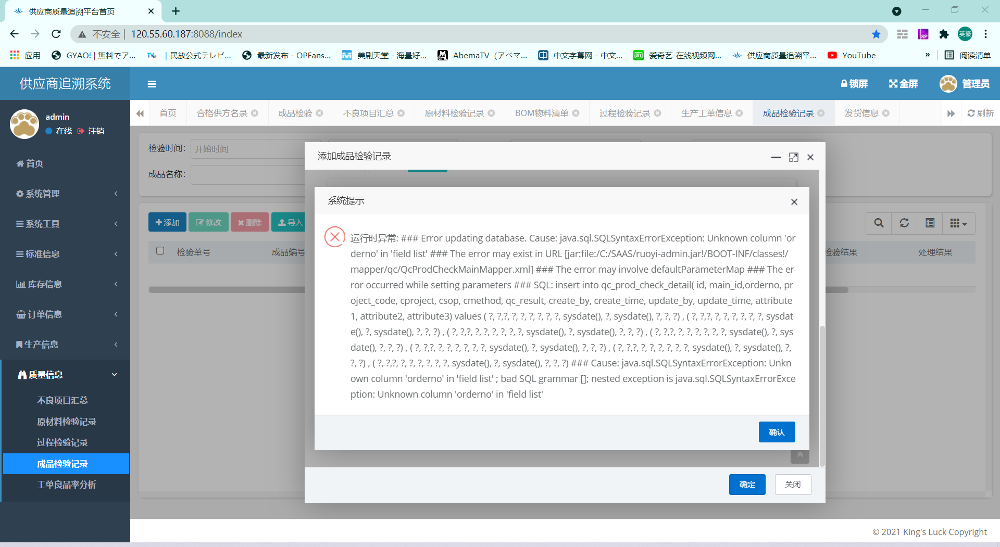 供应商质量追溯平台首页
不安全 | 120.55.60.187:8088/index
英豪
应用 GYAO! | 無料でア... | 民放公式テレビ... 最新发布 - OPFans... 美剧天堂 - 海量好... AbemaTV（アベマ... 中文字幕网 - 中文... 爱奇艺-在线视频网... 供应商质量追溯平... YouTube » 阅读清单
供应商追溯系统 锁屏 全屏 管理员
首页 合格供方名录 成品检验 不良项目汇总 原材料检验记录 BOM物料清单 过程检验记录 生产工单信息 成品检验记录 发货信息 刷新
admin
在线 注销
首页
系统管理
系统工具
标准信息
库存信息
订单信息
生产信息
质量信息
不良项目汇总
原材料检验记录
过程检验记录
成品检验记录
工单良品率分析
检验时间： 开始时间
成品名称：
添加 修改 删除 导入
检验单号 成品编号 检验结果 处理结果
添加成品检验记录
系统提示
运行时异常: ### Error updating database. Cause: java.sql.SQLSyntaxErrorException: Unknown column 'or
derno' in 'field list' ### The error may exist in URL [jar:file:/C:/SAAS/ruoyi-admin.jar!/BOOT-INF/classes!/
mapper/qc/QcProdCheckMainMapper.xml] ### The error may involve defaultParameterMap ### The er
ror occurred while setting parameters ### SQL: insert into qc_prod_check_detail( id, main_id,orderno, pr
oject_code, cproject, csop, cmethod, qc_result, create_by, create_time, update_by, update_time, attribute
1, attribute2, attribute3) values ( ?, ?,?, ?, ?, ?, ?, ?, ?, sysdate(), ?, sysdate(), ?, ?, ?) , ( ?, ?,?, ?, ?, ?, ?, ?, ?, sysdat
e(), ?, sysdate(), ?, ?, ?) , ( ?, ?,?, ?, ?, ?, ?, ?, ?, sysdate(), ?, sysdate(), ?, ?, ?) , ( ?, ?,?, ?, ?, ?, ?, ?, ?, sysdate(), ?, sys
date(), ?, ?, ?) , ( ?, ?,?, ?, ?, ?, ?, ?, ?, sysdate(), ?, sysdate(), ?, ?, ?) , ( ?, ?,?, ?, ?, ?, ?, ?, ?, sysdate(), ?, sysdate(), ?,
?, ?) , ( ?, ?,?, ?, ?, ?, ?, ?, ?, sysdate(), ?, sysdate(), ?, ?, ?) ### Cause: java.sql.SQLSyntaxErrorException: Unkn
own column 'orderno' in 'field list' ; bad SQL grammar []; nested exception is java.sql.SQLSyntaxErrorExce
ption: Unknown column 'orderno' in 'field list'
确认
确定 关闭
© 2021 King's Luck Copyright